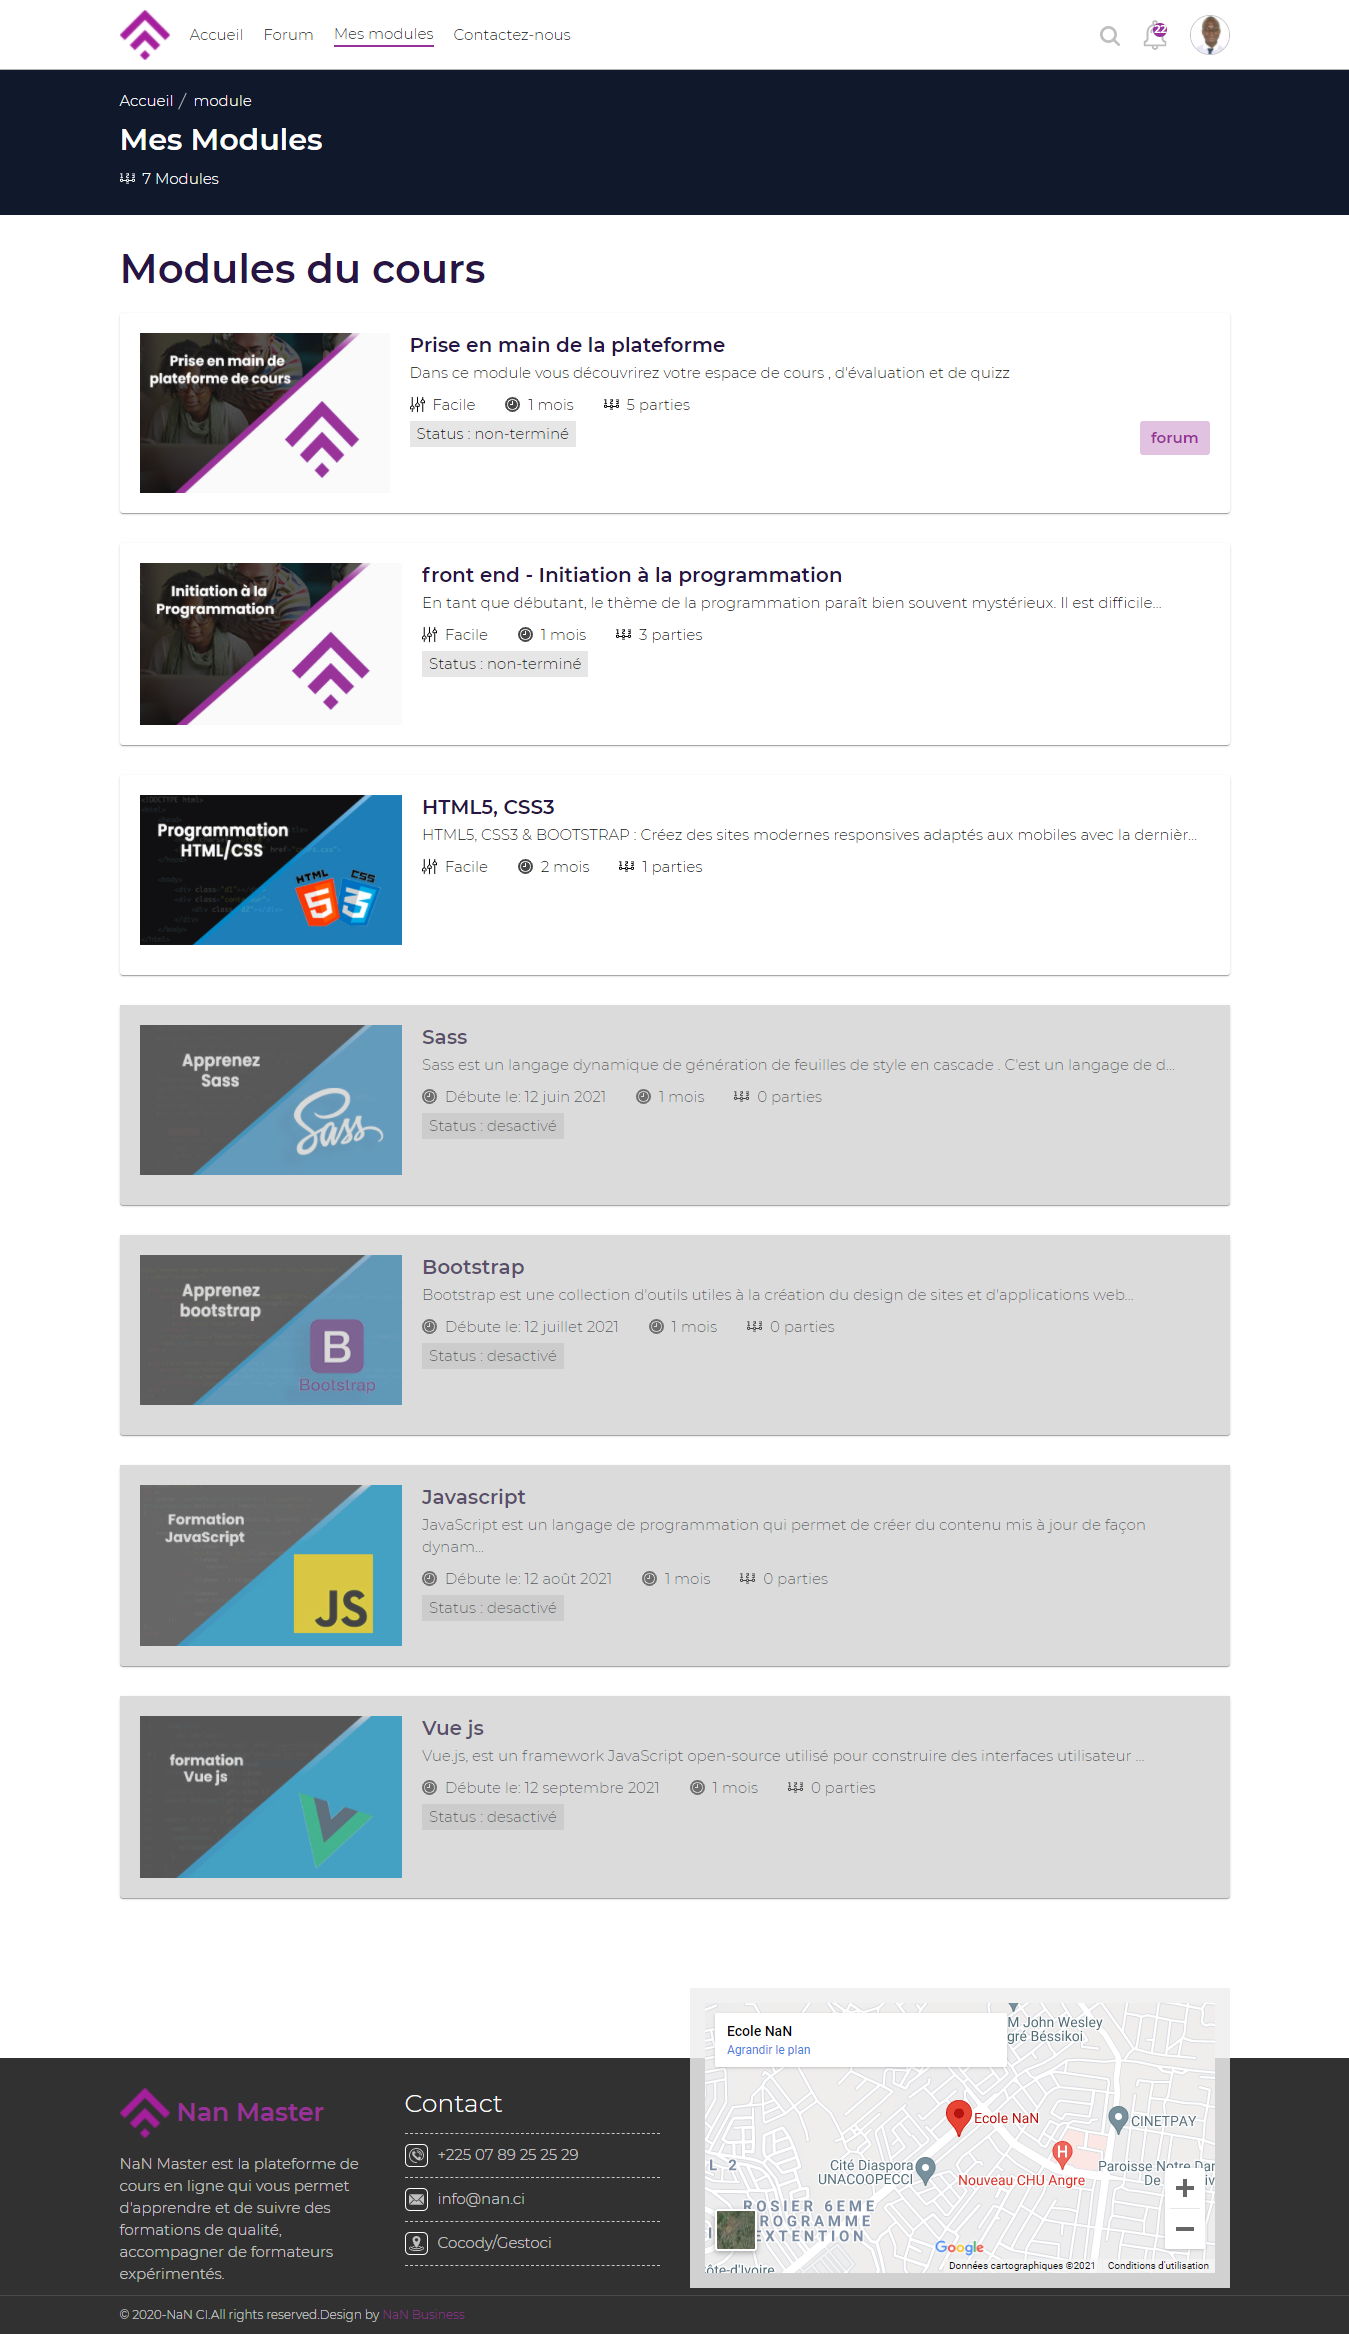 Accueil Forum Mes modules Contactez-nous 22
Accueil / module
Mes Modules
7 Modules
Modules du cours
Prise en main de
plateforme de cours
Prise en main de la plateforme
Dans ce module vous découvrirez votre espace de cours , d'évaluation et de quizz
Facile 1 mois 5 parties
Status : non-terminé
forum
Initiation à la
Programmation
front end - Initiation à la programmation
En tant que débutant, le thème de la programmation paraît bien souvent mystérieux. Il est difficile...
Facile 1 mois 3 parties
Status : non-terminé
Programmation
HTML/CSS
HTML CSS
5 3
HTML5, CSS3
HTML5, CSS3 & BOOTSTRAP : Créez des sites modernes responsives adaptés aux mobiles avec la dernièr...
Facile 2 mois 1 parties
Apprenez
Sass
Sass
Sass
Sass est un langage dynamique de génération de feuilles de style en cascade . C'est un langage de d...
Débute le: 12 juin 2021 1 mois 0 parties
Status : desactivé
Apprenez
bootstrap
B
Bootstrap
Bootstrap
Bootstrap est une collection d'outils utiles à la création du design de sites et d'applications web...
Débute le: 12 juillet 2021 1 mois 0 parties
Status : desactivé
Formation
JavaScript
JS
Javascript
JavaScript est un langage de programmation qui permet de créer du contenu mis à jour de façon
dynam...
Débute le: 12 août 2021 1 mois 0 parties
Status : desactivé
formation
Vue js
Vue js
Vue.js, est un framework JavaScript open-source utilisé pour construire des interfaces utilisateur ...
Débute le: 12 septembre 2021 1 mois 0 parties
Status : desactivé
Nan Master
NaN Master est la plateforme de
cours en ligne qui vous permet
d'apprendre et de suivre des
formations de qualité,
accompagner de formateurs
expérimentés.
Contact
+225 07 89 25 25 29
info@nan.ci
Cocody/Gestoci
Ecole NaN
Agrandir le plan
M John Wesley
gré Béssikoi
Ecole NaN
CINETPAY
H
L 2
Cité Diaspora
UNACOOPECCI
Nouveau CHU Angre
Paroisse Notre Dar
De iv
ROSIER 6EME
ROGRAMME
EXTENTION
ôte-d'Ivoire
+
−
Google
Données cartographiques ©2021 Conditions d'utilisation
© 2020-NaN CI.All rights reserved.Design by NaN Business